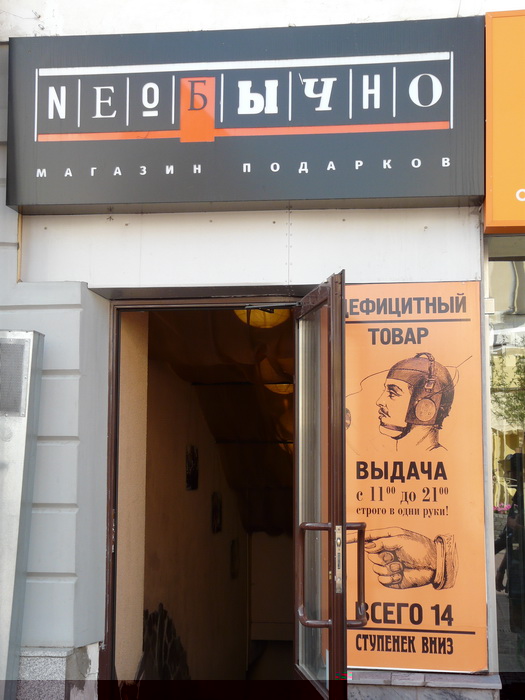 NЕОБЫЧНО
МАГАЗИН ПОДАРКОВ
ДЕФИЦИТНЫЙ
ТОВАР
ВЫДАЧА
с 11⁰⁰ до 21⁰⁰
строго в одни руки!
ВСЕГО 14
СТУПЕНЕК ВНИЗ